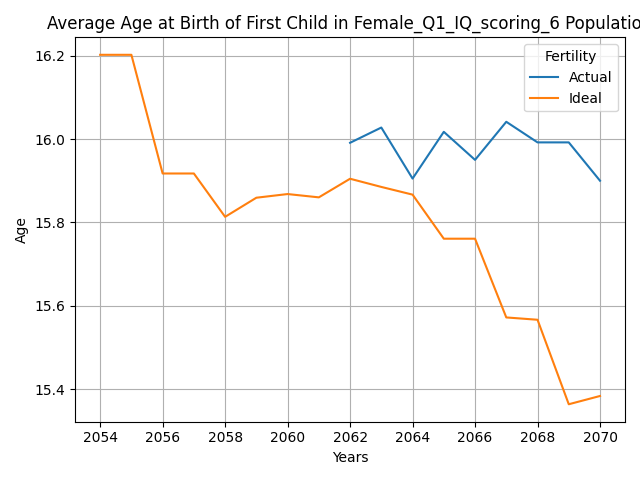 Average Age at Birth of First Child in Female_Q1_IQ_scoring_6 Populatio
Fertility
Actual
Ideal
16.2
16.0
15.8
15.6
15.4
Age
2054 2056 2058 2060 2062 2064 2066 2068 2070
Years